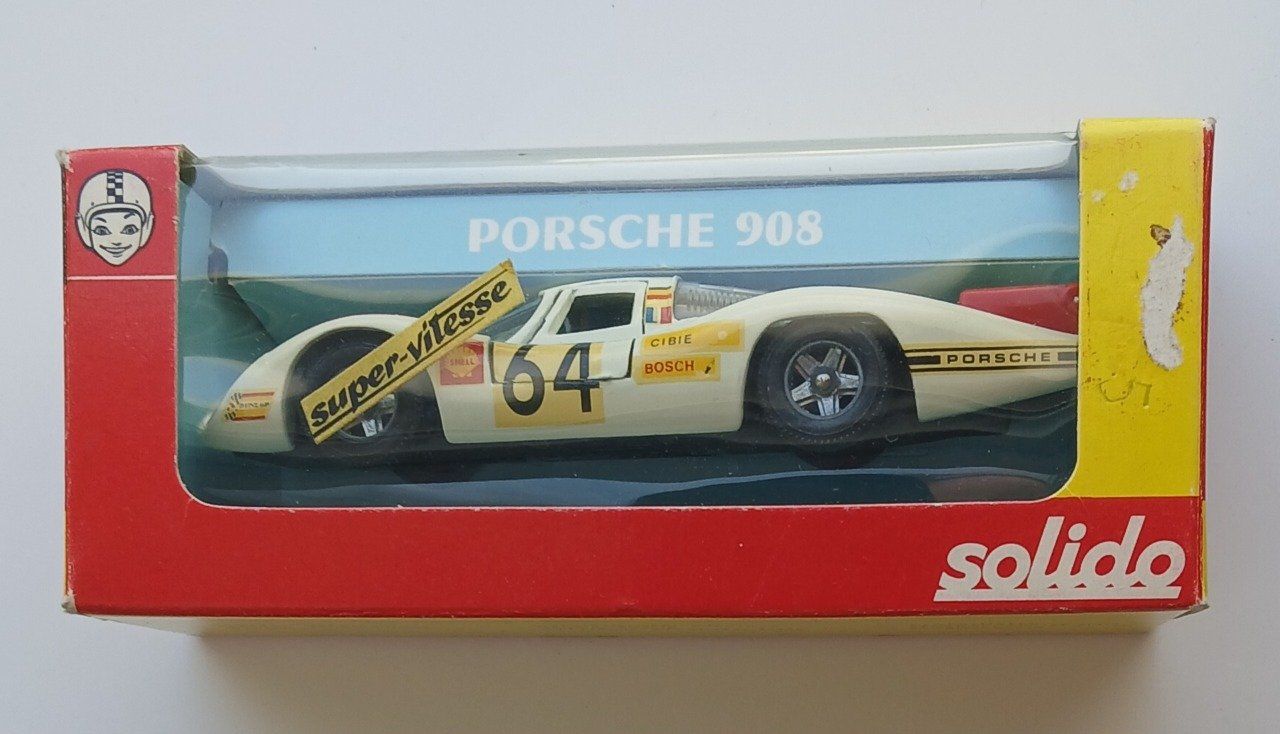 PORSCHE 908
super-vitesse
SHELL
64
CIBIE
BOSCH
PORSCHE
solido